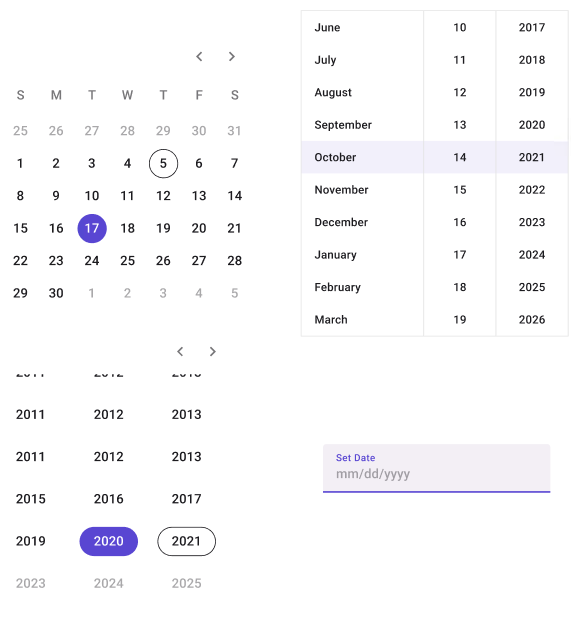 S M T W T F S
25 26 27 28 29 30 31
1 2 3 4 5 6 7
8 9 10 11 12 13 14
15 16 17 18 19 20 21
22 23 24 25 26 27 28
29 30 1 2 3 4 5
June 10 2017
July 11 2018
August 12 2019
September 13 2020
October 14 2021
November 15 2022
December 16 2023
January 17 2024
February 18 2025
March 19 2026
2011 2012 2013
2011 2012 2013
2011 2012 2013
2015 2016 2017
2019 2020 2021
2023 2024 2025
Set Date
mm/dd/yyyy